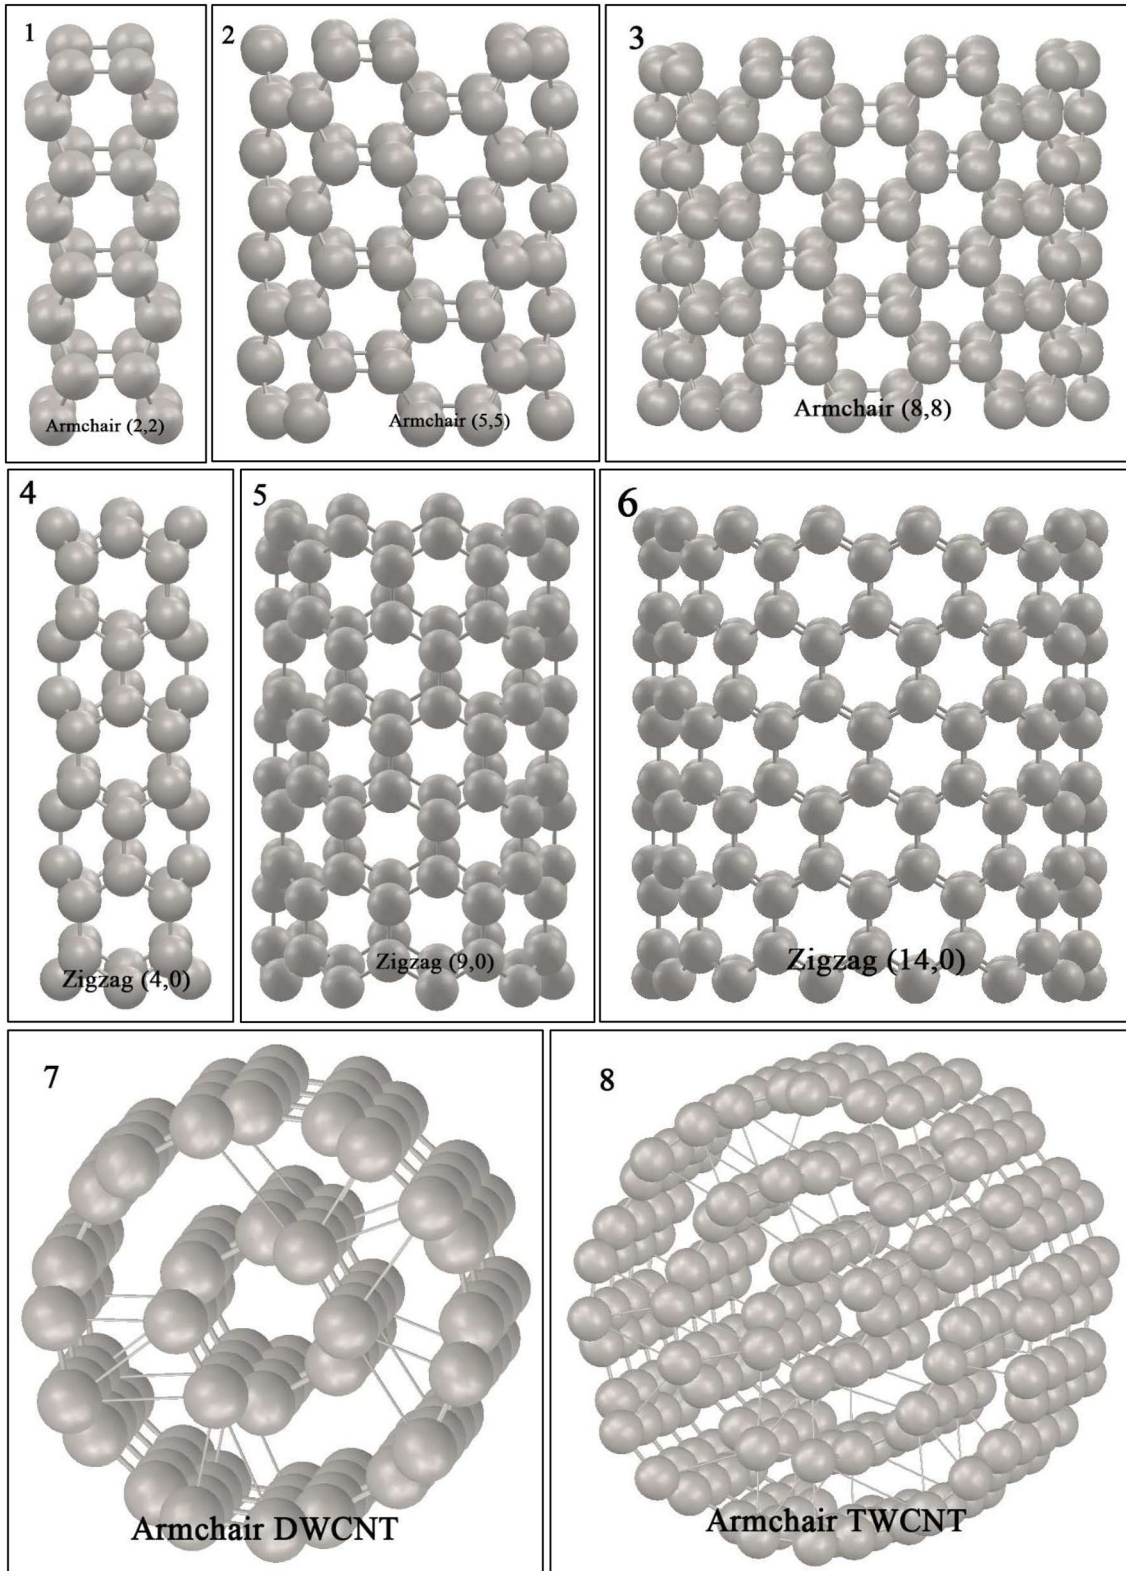 1
Armchair (2,2)
2
Armchair (5,5)
3
Armchair (8,8)
4
Zigzag (4,0)
5
Zigzag (9,0)
6
Zigzag (14,0)
7
Armchair DWCNT
8
Armchair TWCNT